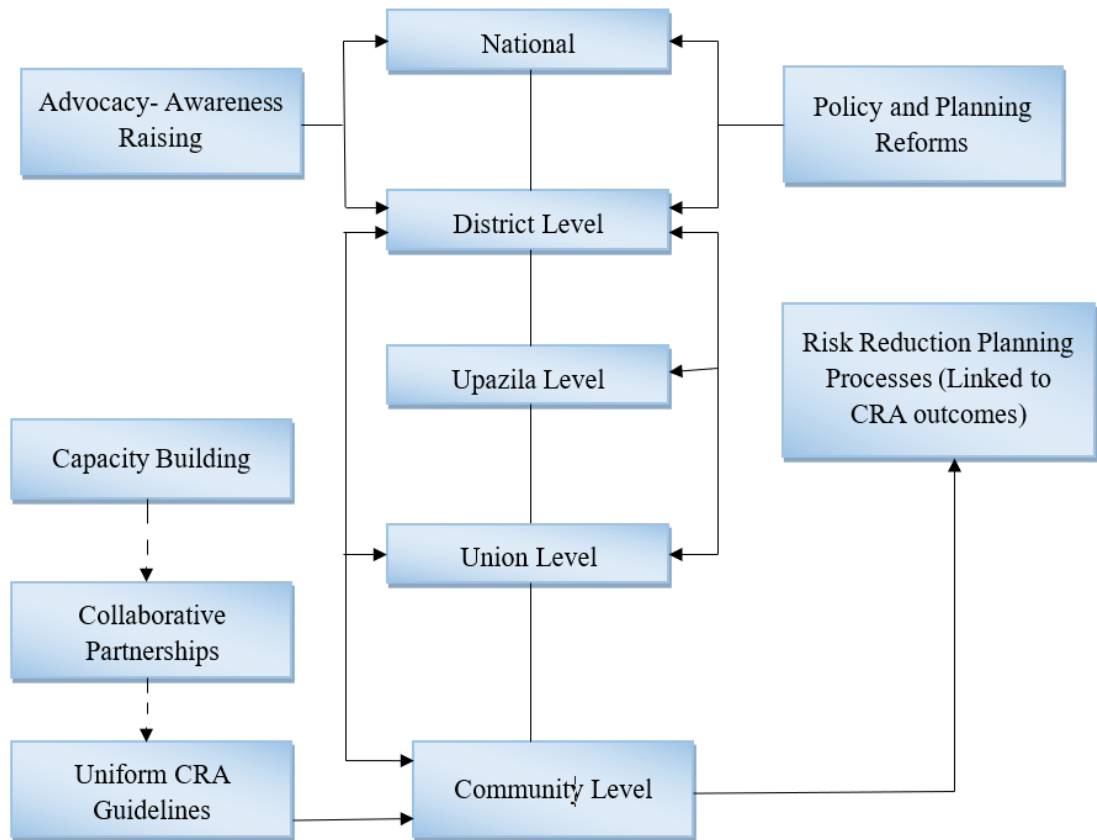 National
Advocacy- Awareness
Raising
Policy and Planning
Reforms
District Level
Upazila Level
Risk Reduction Planning
Processes (Linked to
CRA outcomes)
Capacity Building
Union Level
Collaborative
Partnerships
Uniform CRA
Guidelines
Community Level